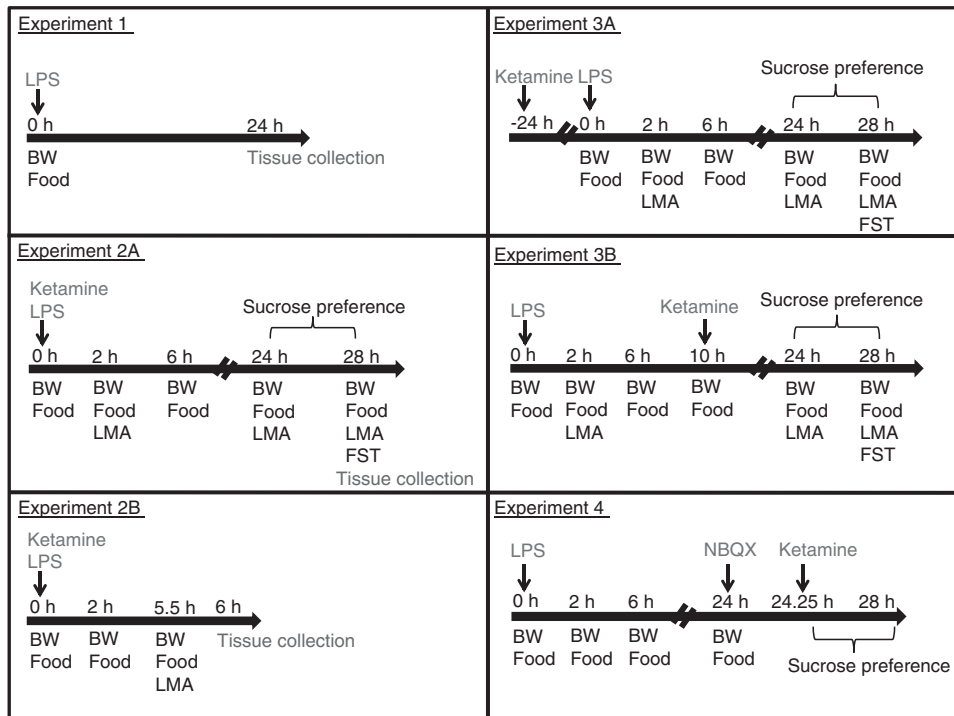 Experiment 1
LPS
0 h 24 h
BW Tissue collection
Food
Experiment 2A
Ketamine
LPS Sucrose preference
0 h 2 h 6 h 24 h 28 h
BW BW BW BW BW
Food Food Food Food Food
LMA LMA LMA
FST
Tissue collection
Experiment 2B
Ketamine
LPS
0 h 2 h 5.5 h 6 h
BW BW BW Tissue collection
Food Food Food
LMA
Experiment 3A
Sucrose preference
Ketamine LPS
-24 h 0 h 2 h 6 h 24 h 28 h
BW BW BW BW BW
Food Food Food Food Food
LMA LMA LMA
FST
Experiment 3B
LPS Ketamine Sucrose preference
0 h 2 h 6 h 10 h 24 h 28 h
BW BW BW BW BW BW
Food Food Food Food Food Food
LMA LMA LMA
FST
Experiment 4
LPS NBQX Ketamine
0 h 2 h 6 h 24 h 24.25 h 28 h
BW BW BW BW
Food Food Food Food
Sucrose preference